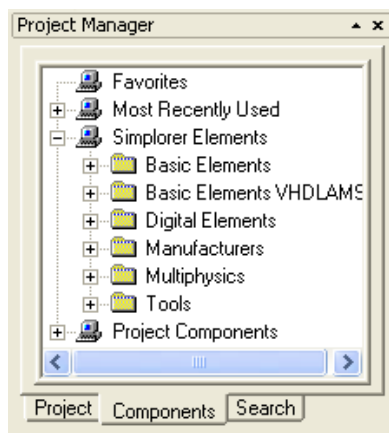 Project Manager
Favorites
Most Recently Used
Simplorer Elements
Basic Elements
Basic Elements VHDLAMS
Digital Elements
Manufacturers
Multiphysics
Tools
Project Components
Project Components Search